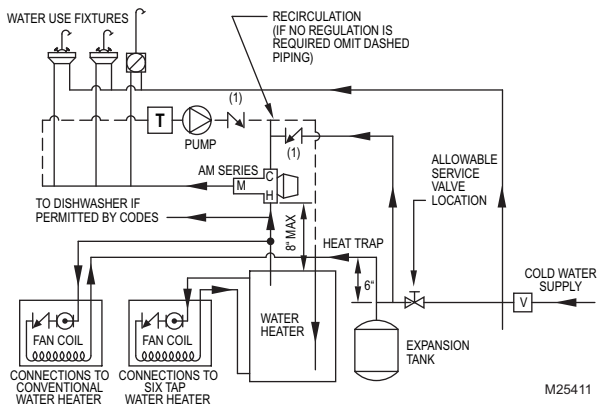 WATER USE FIXTURES
RECIRCULATION
(IF NO REGULATION IS
REQUIRED OMIT DASHED
PIPING)
(1)
T
PUMP
(1)
AM SERIES
C
M
H
ALLOWABLE
SERVICE
VALVE
LOCATION
TO DISHWASHER IF
PERMITTED BY CODES
8" MAX
HEAT TRAP
6"
COLD WATER
SUPPLY
V
FAN COIL
FAN COIL
WATER
HEATER
EXPANSION
TANK
CONNECTIONS TO
CONVENTIONAL
WATER HEATER
CONNECTIONS TO
SIX TAP
WATER HEATER
M25411